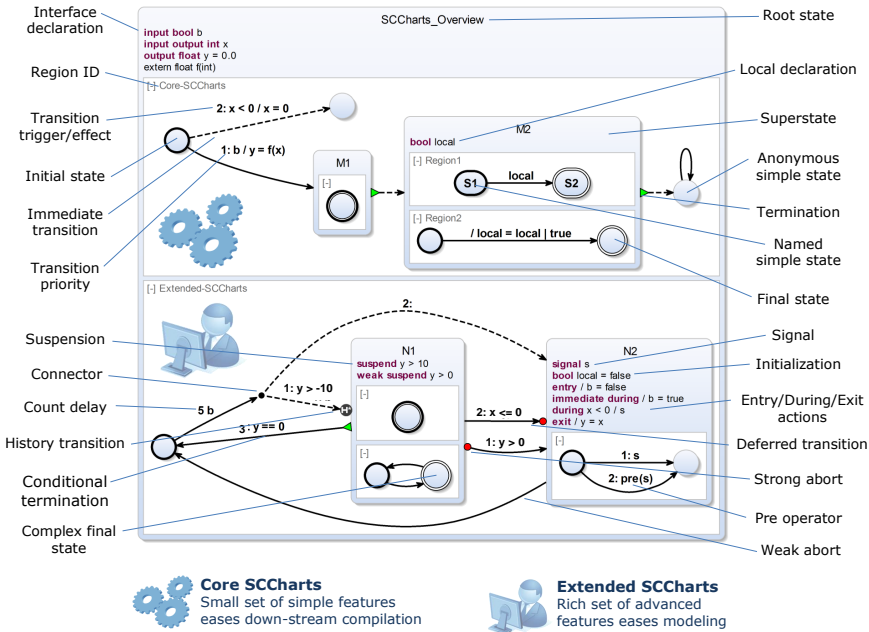 Interface
declaration
SCCharts_Overview
Root state
input bool b
input output int x
output float y = 0.0
extern float f(int)
Region ID
[-] Core-SCCharts
Local declaration
Transition
trigger/effect
2: x < 0 / x = 0
1: b / y = f(x)
M1
[-]
M2
bool local
[-] Region1
S1
local
S2
[-] Region2
/ local = local | true
Superstate
Anonymous
simple state
Initial state
Immediate
transition
Termination
Transition
priority
Named
simple state
Final state
[-] Extended-SCCharts
2:
Suspension
N1
suspend y > 10
weak suspend y > 0
[-]
[-]
N2
signal s
bool local = false
entry / b = false
immediate during / b = true
during x < 0 / s
exit / y = x
[-]
1: s
2: pre(s)
Signal
Initialization
Connector
1: y > -10
H*
Count delay
5 b
Entry/During/Exit
actions
2: x <= 0
History transition
3: y == 0
1: y > 0
Deferred transition
Conditional
termination
Strong abort
Complex final
state
Pre operator
Weak abort
Core SCCharts
Small set of simple features
eases down-stream compilation
Extended SCCharts
Rich set of advanced
features eases modeling